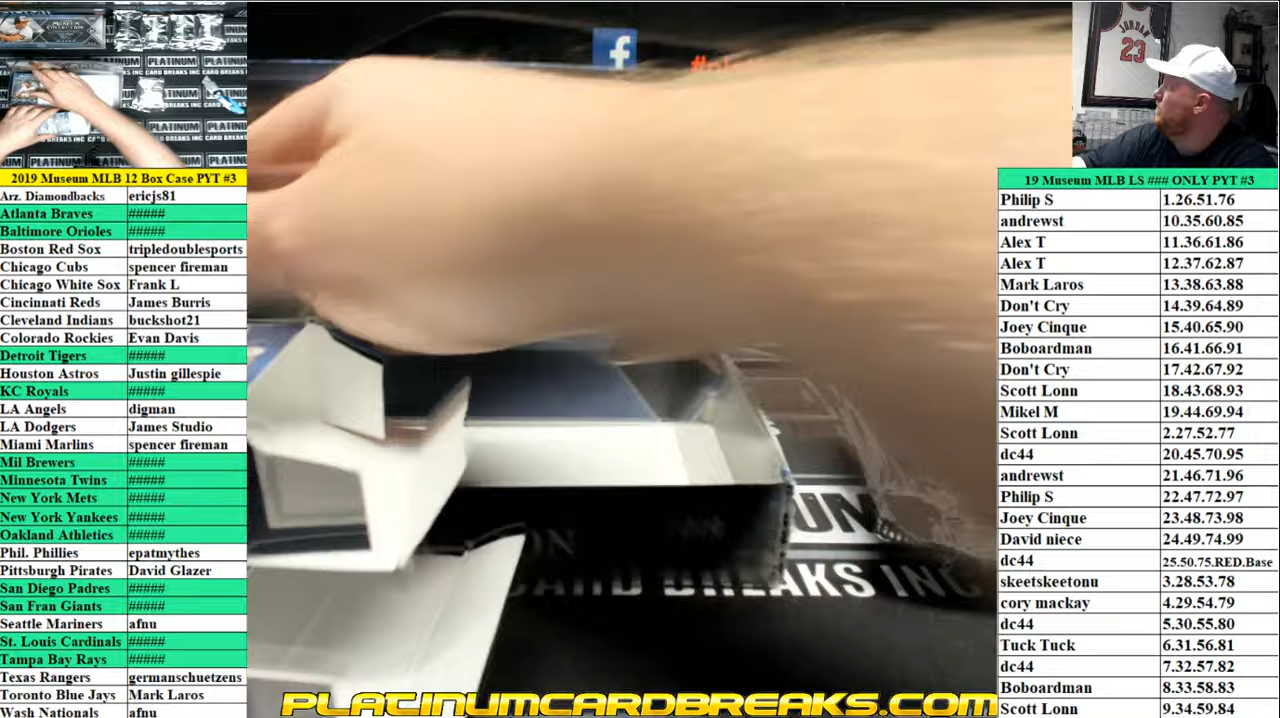 2019 Museum MLB 12 Box Case PYT #3
Arz. Diamondbacks ericjs81
Atlanta Braves #####
Baltimore Orioles #####
Boston Red Sox tripledoublesports
Chicago Cubs spencer fireman
Chicago White Sox Frank L
Cincinnati Reds James Burris
Cleveland Indians buckshot21
Colorado Rockies Evan Davis
Detroit Tigers #####
Houston Astros Justin gillespie
KC Royals #####
LA Angels digman
LA Dodgers James Studio
Miami Marlins spencer fireman
Mil Brewers #####
Minnesota Twins #####
New York Mets #####
New York Yankees #####
Oakland Athletics #####
Phil. Phillies epatmythes
Pittsburgh Pirates David Glazer
San Diego Padres #####
San Fran Giants #####
Seattle Mariners afnu
St. Louis Cardinals #####
Tampa Bay Rays #####
Texas Rangers germanschuetzens
Toronto Blue Jays Mark Laros
Wash Nationals afnu
CARD BREAKS INC
PLATINUMCARDBREAKS.COM
JORDAN
23
19 Museum MLB LS ### ONLY PYT #3
Philip S 1.26.51.76
andrewst 10.35.60.85
Alex T 11.36.61.86
Alex T 12.37.62.87
Mark Laros 13.38.63.88
Don't Cry 14.39.64.89
Joey Cinque 15.40.65.90
Boboardman 16.41.66.91
Don't Cry 17.42.67.92
Scott Lonn 18.43.68.93
Mikel M 19.44.69.94
Scott Lonn 2.27.52.77
dc44 20.45.70.95
andrewst 21.46.71.96
Philip S 22.47.72.97
Joey Cinque 23.48.73.98
David niece 24.49.74.99
dc44 25.50.75.RED.Base
skeetskeetonu 3.28.53.78
cory mackay 4.29.54.79
dc44 5.30.55.80
Tuck Tuck 6.31.56.81
dc44 7.32.57.82
Boboardman 8.33.58.83
Scott Lonn 9.34.59.84